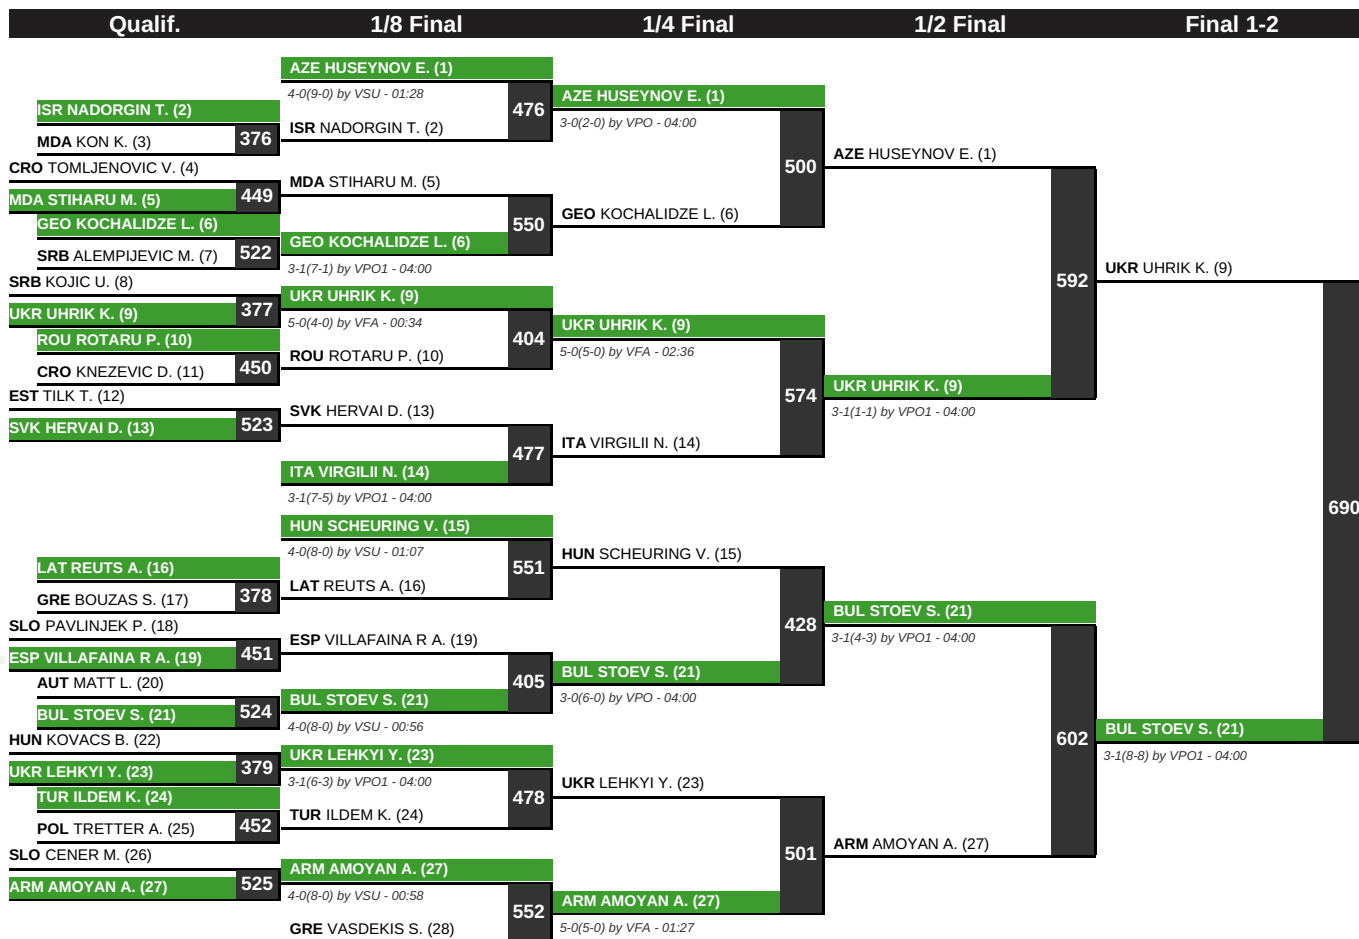 Qualif.
1/8 Final
1/4 Final
1/2 Final
Final 1-2
ISR NADORGIN T. (2)
376
MDA KON K. (3)
CRO TOMLJENOVIC V. (4)
449
MDA STIHARU M. (5)
GEO KOCHALIDZE L. (6)
522
SRB ALEMPIJEVIC M. (7)
SRB KOJIC U. (8)
377
UKR UHRIK K. (9)
ROU ROTARU P. (10)
450
CRO KNEZEVIC D. (11)
EST TILK T. (12)
523
SVK HERVAI D. (13)
LAT REUTS A. (16)
378
GRE BOUZAS S. (17)
SLO PAVLINJEK P. (18)
451
ESP VILLAFAINA R A. (19)
AUT MATT L. (20)
524
BUL STOEV S. (21)
HUN KOVACS B. (22)
379
UKR LEHKYI Y. (23)
TUR ILDEM K. (24)
452
POL TRETTER A. (25)
SLO CENER M. (26)
525
ARM AMOYAN A. (27)
AZE HUSEYNOV E. (1)
4-0(9-0) by VSU - 01:28
476
ISR NADORGIN T. (2)
MDA STIHARU M. (5)
550
GEO KOCHALIDZE L. (6)
3-1(7-1) by VPO1 - 04:00
UKR UHRIK K. (9)
5-0(4-0) by VFA - 00:34
404
ROU ROTARU P. (10)
SVK HERVAI D. (13)
477
ITA VIRGILII N. (14)
3-1(7-5) by VPO1 - 04:00
HUN SCHEURING V. (15)
4-0(8-0) by VSU - 01:07
551
LAT REUTS A. (16)
ESP VILLAFAINA R A. (19)
405
BUL STOEV S. (21)
4-0(8-0) by VSU - 00:56
UKR LEHKYI Y. (23)
3-1(6-3) by VPO1 - 04:00
478
TUR ILDEM K. (24)
ARM AMOYAN A. (27)
4-0(8-0) by VSU - 00:58
552
GRE VASDEKIS S. (28)
AZE HUSEYNOV E. (1)
3-0(2-0) by VPO - 04:00
500
GEO KOCHALIDZE L. (6)
UKR UHRIK K. (9)
5-0(5-0) by VFA - 02:36
574
ITA VIRGILII N. (14)
HUN SCHEURING V. (15)
428
BUL STOEV S. (21)
3-0(6-0) by VPO - 04:00
UKR LEHKYI Y. (23)
501
ARM AMOYAN A. (27)
5-0(5-0) by VFA - 01:27
AZE HUSEYNOV E. (1)
592
UKR UHRIK K. (9)
3-1(1-1) by VPO1 - 04:00
BUL STOEV S. (21)
3-1(4-3) by VPO1 - 04:00
602
ARM AMOYAN A. (27)
UKR UHRIK K. (9)
690
BUL STOEV S. (21)
3-1(8-8) by VPO1 - 04:00